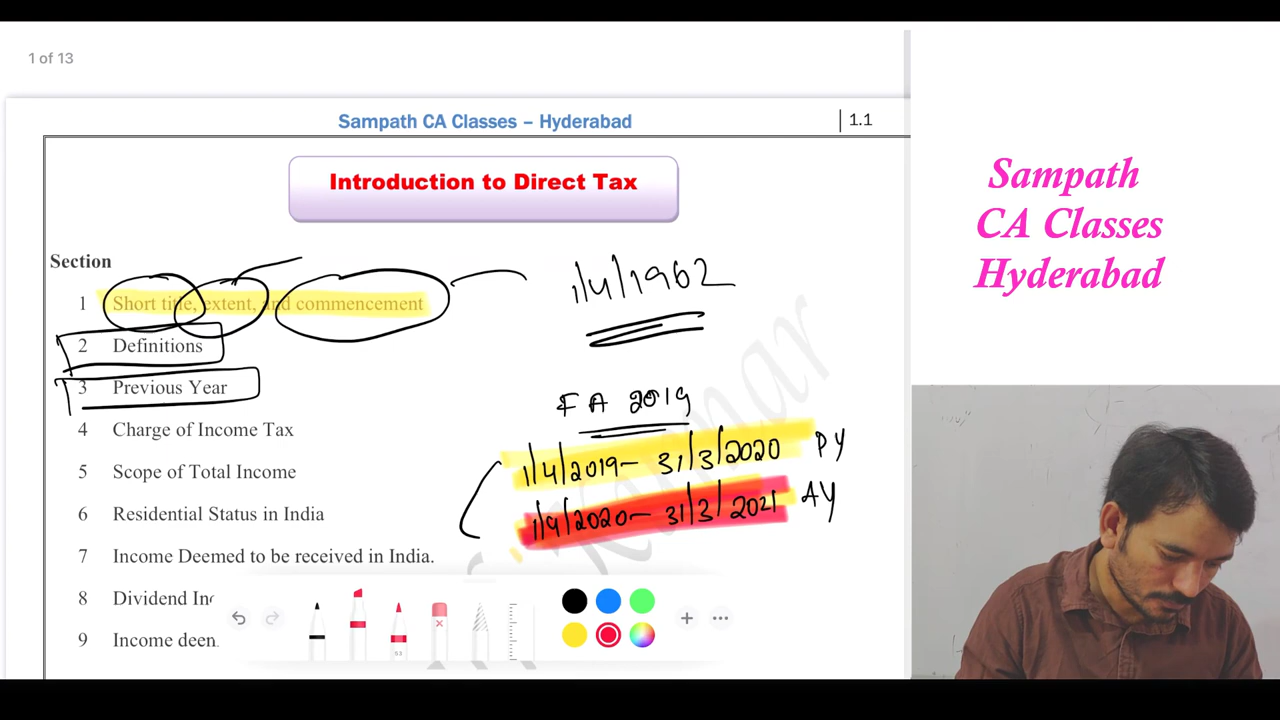 1 of 13
Sampath CA Classes – Hyderabad
1.1
Introduction to Direct Tax
Section
1 Short title, extent, and commencement
2 Definitions
3 Previous Year
4 Charge of Income Tax
5 Scope of Total Income
6 Residential Status in India
7 Income Deemed to be received in India.
8 Dividend Inc
9 Income deen
1/4/1962
FA 2019
1/4/2019– 31/3/2020 PY
1/4/2020– 31/3/2021 AY
Kumar
53
Sampath
CA Classes
Hyderabad